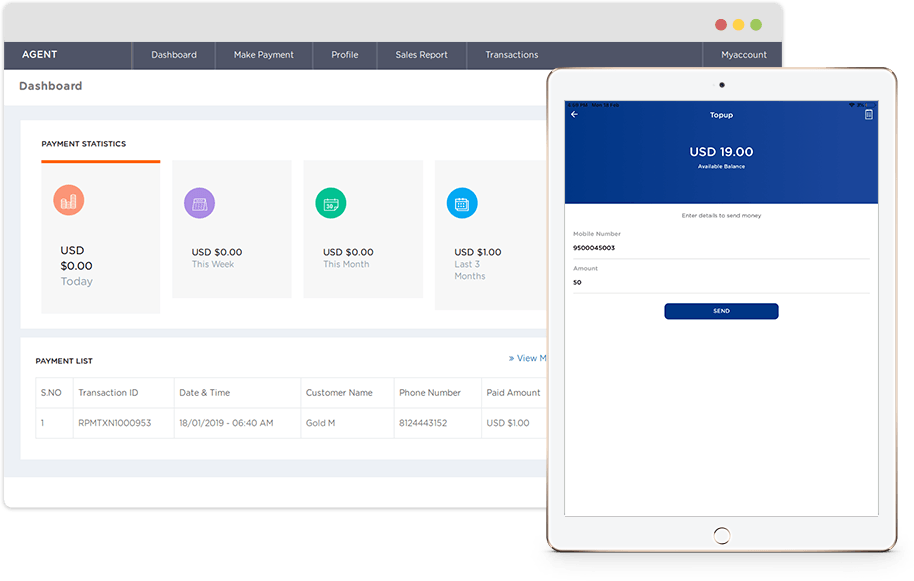 AGENT
Dashboard
Make Payment
Profile
Sales Report
Transactions
Myaccount
Dashboard
PAYMENT STATISTICS
USD
$0.00
Today
USD $0.00
This Week
30
USD $0.00
This Month
USD $1.00
Last 3
Months
PAYMENT LIST
» View M
S.NO Transaction ID Date & Time Customer Name Phone Number Paid Amount
1 RPMTXN1000953 18/01/2019 - 06:40 AM Gold M 8124443152 USD $1.00
Topup
USD 19.00
Available Balance
Enter details to send money
Mobile Number
9500045003
Amount
50
SEND